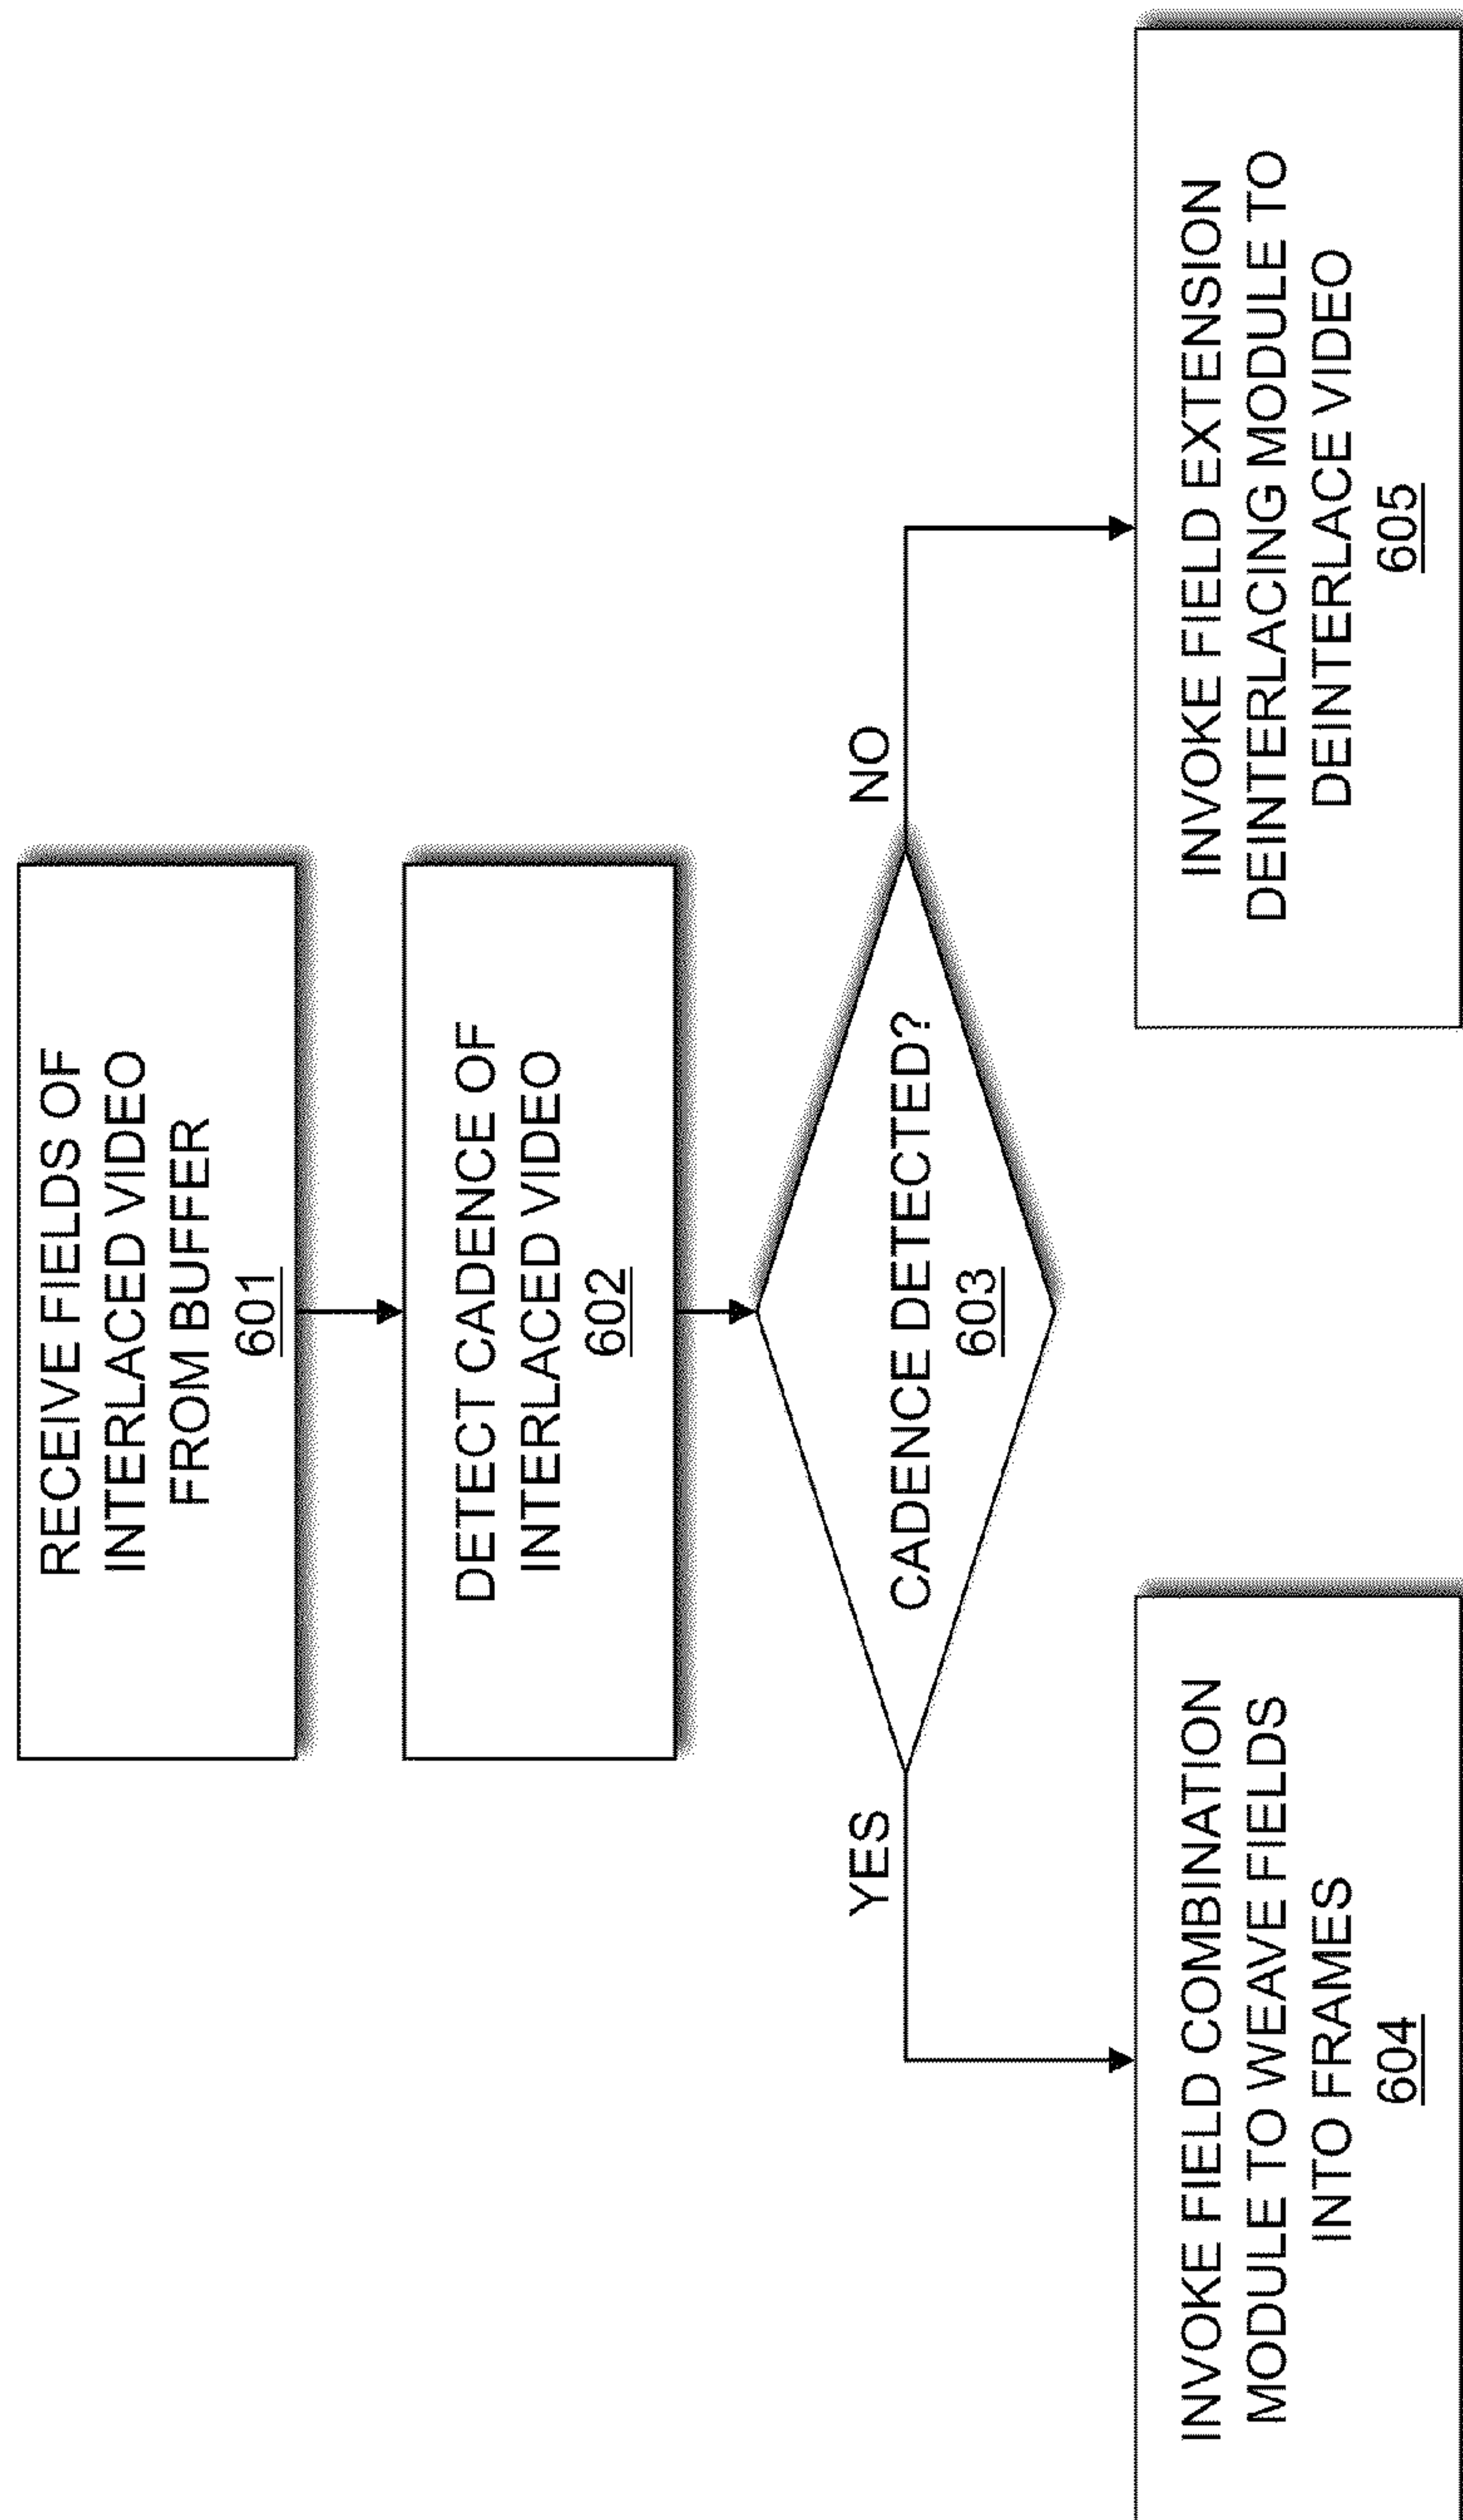 RECEIVE FIELDS OF
INTERLACED VIDEO
FROM BUFFER
601
DETECT CADENCE OF
INTERLACED VIDEO
602
CADENCE DETECTED?
603
YES
NO
INVOKE FIELD COMBINATION
MODULE TO WEAVE FIELDS
INTO FRAMES
604
INVOKE FIELD EXTENSION
DEINTERLACING MODULE TO
DEINTERLACE VIDEO
605